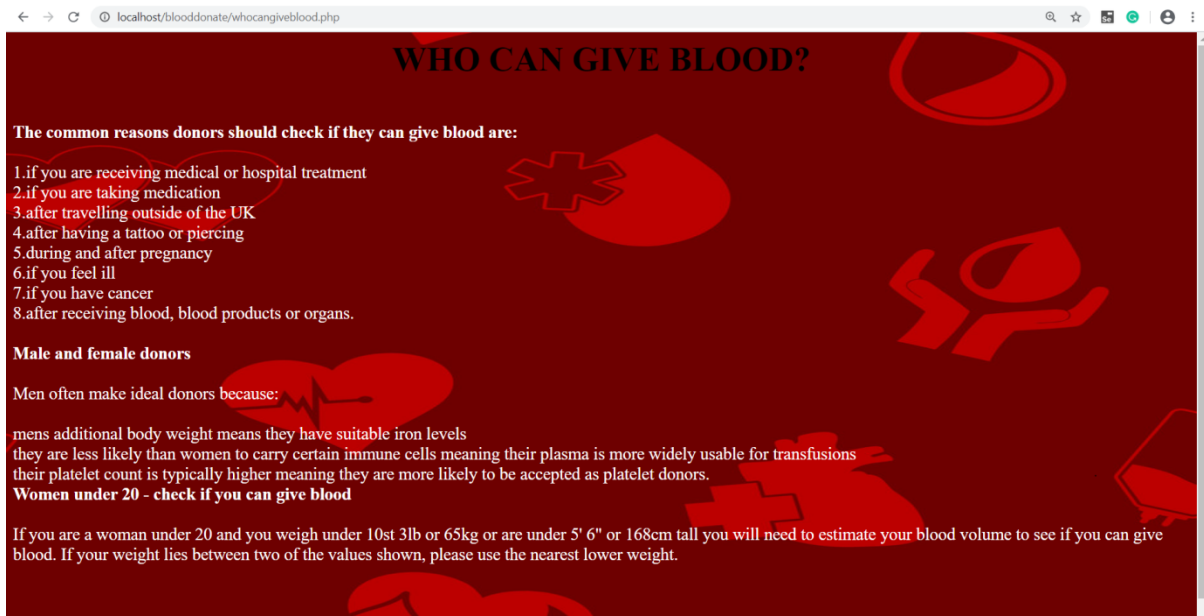 localhost/blooddonate/whocangiveblood.php
Se
G
WHO CAN GIVE BLOOD?
The common reasons donors should check if they can give blood are:
1.if you are receiving medical or hospital treatment
2.if you are taking medication
3.after travelling outside of the UK
4.after having a tattoo or piercing
5.during and after pregnancy
6.if you feel ill
7.if you have cancer
8.after receiving blood, blood products or organs.
Male and female donors
Men often make ideal donors because:
mens additional body weight means they have suitable iron levels
they are less likely than women to carry certain immune cells meaning their plasma is more widely usable for transfusions
their platelet count is typically higher meaning they are more likely to be accepted as platelet donors.
Women under 20 - check if you can give blood
If you are a woman under 20 and you weigh under 10st 3lb or 65kg or are under 5' 6" or 168cm tall you will need to estimate your blood volume to see if you can give
blood. If your weight lies between two of the values shown, please use the nearest lower weight.